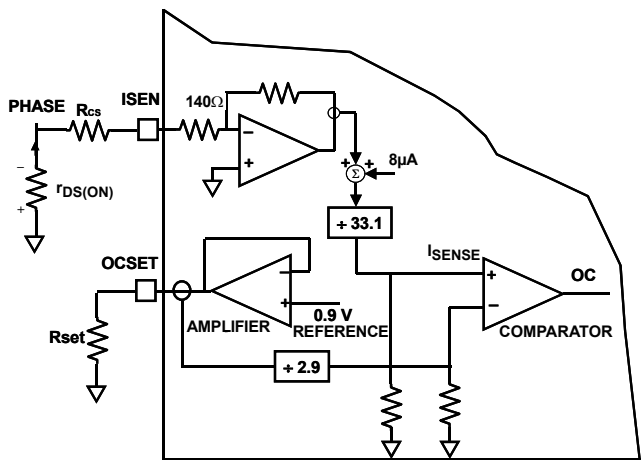 PHASE
Rcs
ISEN
140Ω
−
+
− 
rDS(ON)
+
+ +
Σ
8µA
÷ 33.1
ISENSE
OCSET
−
+
0.9 V
AMPLIFIER REFERENCE
+
−
OC
COMPARATOR
Rset
÷ 2.9